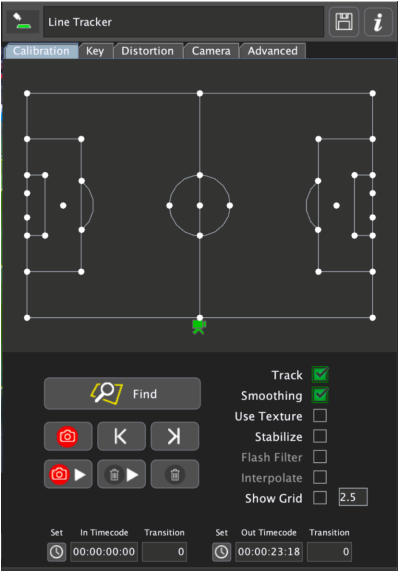 Line Tracker
Calibration Key Distortion Camera Advanced
Find
Track
Smoothing
Use Texture
Stabilize
Flash Filter
Interpolate
Show Grid 2.5
Set In Timecode Transition Set Out Timecode Transition
00:00:00:00 0 00:00:23:18 0